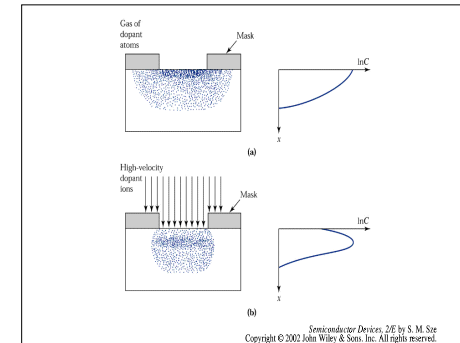 Gas of
dopant
atoms
Mask
lnC
x
(a)
High-velocity
dopant
ions
Mask
lnC
x
(b)
Semiconductor Devices, 2/E by S. M. Sze
Copyright © 2002 John Wiley & Sons. Inc. All rights reserved.